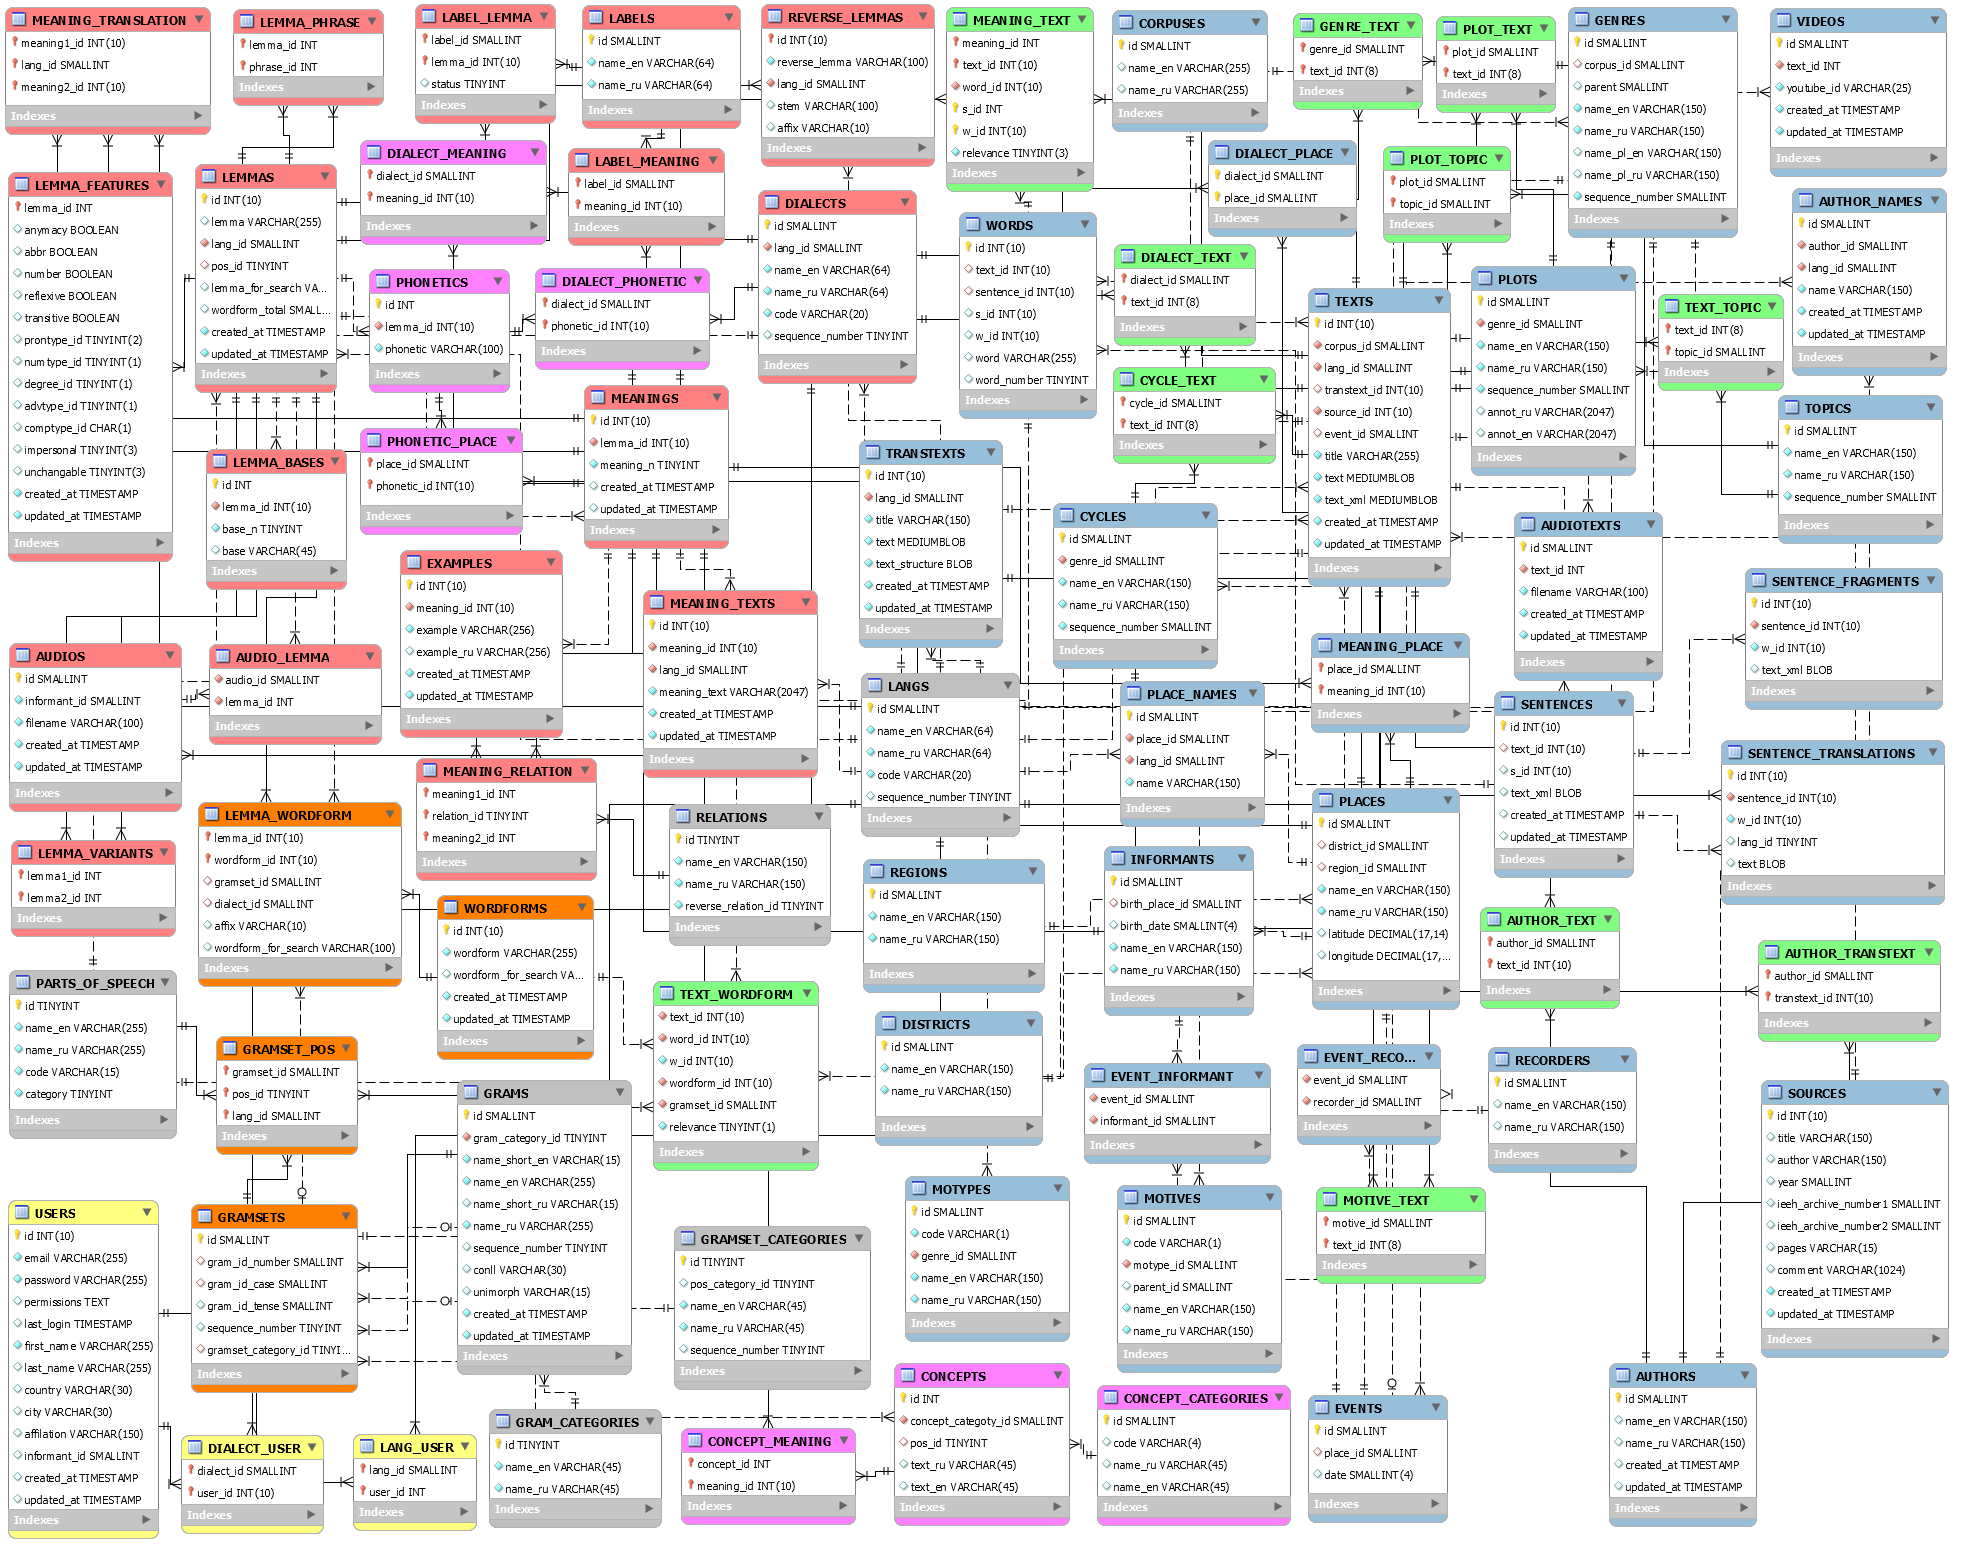 MEANING_TRANSLATION
meaning1_id INT(10)
lang_id SMALLINT
meaning2_id INT(10)
Indexes
LEMMA_PHRASE
lemma_id INT
phrase_id INT
Indexes
LABEL_LEMMA
label_id SMALLINT
lemma_id INT(10)
status TINYINT
Indexes
LABELS
id SMALLINT
name_en VARCHAR(64)
name_ru VARCHAR(64)
Indexes
REVERSE_LEMMAS
id INT(10)
reverse_lemma VARCHAR(100)
lang_id SMALLINT
stem VARCHAR(100)
affix VARCHAR(10)
Indexes
MEANING_TEXT
meaning_id INT
text_id INT(10)
word_id INT(10)
s_id INT
w_id INT(10)
relevance TINYINT(3)
Indexes
CORPUSES
id SMALLINT
name_en VARCHAR(255)
name_ru VARCHAR(255)
Indexes
GENRE_TEXT
genre_id SMALLINT
text_id INT(8)
Indexes
PLOT_TEXT
plot_id SMALLINT
text_id INT(8)
Indexes
GENRES
id SMALLINT
corpus_id SMALLINT
parent SMALLINT
name_en VARCHAR(150)
name_ru VARCHAR(150)
name_pl_en VARCHAR(150)
name_pl_ru VARCHAR(150)
sequence_number SMALLINT
Indexes
VIDEOS
id SMALLINT
text_id INT
youtube_id VARCHAR(25)
created_at TIMESTAMP
updated_at TIMESTAMP
Indexes
LEMMA_FEATURES
lemma_id INT
anymacy BOOLEAN
abbr BOOLEAN
number BOOLEAN
reflexive BOOLEAN
transitive BOOLEAN
prontype_id TINYINT(2)
numtype_id TINYINT(1)
degree_id TINYINT(1)
advtype_id TINYINT(1)
comptype_id CHAR(1)
impersonal TINYINT(3)
unchangable TINYINT(3)
created_at TIMESTAMP
updated_at TIMESTAMP
Indexes
LEMMAS
id INT(10)
lemma VARCHAR(255)
lang_id SMALLINT
pos_id TINYINT
lemma_for_search VA...
wordform_total SMALL...
created_at TIMESTAMP
updated_at TIMESTAMP
Indexes
DIALECT_MEANING
dialect_id SMALLINT
meaning_id INT(10)
Indexes
LABEL_MEANING
label_id SMALLINT
meaning_id INT(10)
Indexes
DIALECTS
id SMALLINT
lang_id SMALLINT
name_en VARCHAR(64)
name_ru VARCHAR(64)
code VARCHAR(20)
sequence_number TINYINT
Indexes
WORDS
id INT(10)
text_id INT(10)
sentence_id INT(10)
s_id INT(10)
w_id INT(10)
word VARCHAR(255)
word_number TINYINT
Indexes
DIALECT_PLACE
dialect_id SMALLINT
place_id SMALLINT
Indexes
PLOT_TOPIC
plot_id SMALLINT
topic_id SMALLINT
Indexes
AUTHOR_NAMES
id SMALLINT
author_id SMALLINT
lang_id SMALLINT
name VARCHAR(150)
created_at TIMESTAMP
updated_at TIMESTAMP
Indexes
PHONETICS
id INT
lemma_id INT(10)
phonetic VARCHAR(100)
Indexes
DIALECT_PHONETIC
dialect_id SMALLINT
phonetic_id INT(10)
Indexes
DIALECT_TEXT
dialect_id SMALLINT
text_id INT(8)
Indexes
TEXTS
id INT(10)
corpus_id SMALLINT
lang_id SMALLINT
transtext_id INT(10)
source_id INT(10)
event_id SMALLINT
title VARCHAR(255)
text MEDIUMBLOB
text_xml MEDIUMBLOB
created_at TIMESTAMP
updated_at TIMESTAMP
Indexes
PLOTS
id SMALLINT
genre_id SMALLINT
name_en VARCHAR(150)
name_ru VARCHAR(150)
sequence_number SMALLINT
annot_ru VARCHAR(2047)
annot_en VARCHAR(2047)
Indexes
TEXT_TOPIC
text_id INT(8)
topic_id SMALLINT
Indexes
CYCLE_TEXT
cycle_id SMALLINT
text_id INT(8)
Indexes
TOPICS
id SMALLINT
name_en VARCHAR(150)
name_ru VARCHAR(150)
sequence_number SMALLINT
Indexes
LEMMA_BASES
id INT
lemma_id INT(10)
base_n TINYINT
base VARCHAR(45)
Indexes
PHONETIC_PLACE
place_id SMALLINT
phonetic_id INT(10)
Indexes
MEANINGS
id INT(10)
lemma_id INT(10)
meaning_n TINYINT
created_at TIMESTAMP
updated_at TIMESTAMP
Indexes
TRANSTEXTS
id INT(10)
lang_id SMALLINT
title VARCHAR(150)
text MEDIUMBLOB
text_structure BLOB
created_at TIMESTAMP
updated_at TIMESTAMP
Indexes
CYCLES
id SMALLINT
genre_id SMALLINT
name_en VARCHAR(150)
name_ru VARCHAR(150)
sequence_number SMALLINT
Indexes
AUDIOTEXTS
id SMALLINT
text_id INT
filename VARCHAR(100)
created_at TIMESTAMP
updated_at TIMESTAMP
Indexes
SENTENCE_FRAGMENTS
id INT(10)
sentence_id INT(10)
w_id INT(10)
text_xml BLOB
Indexes
EXAMPLES
id INT(10)
meaning_id INT(10)
example VARCHAR(256)
example_ru VARCHAR(256)
created_at TIMESTAMP
updated_at TIMESTAMP
Indexes
MEANING_TEXTS
id INT(10)
meaning_id INT(10)
lang_id SMALLINT
meaning_text VARCHAR(2047)
created_at TIMESTAMP
updated_at TIMESTAMP
Indexes
AUDIOS
id SMALLINT
informant_id SMALLINT
filename VARCHAR(100)
created_at TIMESTAMP
updated_at TIMESTAMP
Indexes
AUDIO_LEMMA
audio_id SMALLINT
lemma_id INT
Indexes
LANGS
id SMALLINT
name_en VARCHAR(64)
name_ru VARCHAR(64)
code VARCHAR(20)
sequence_number TINYINT
Indexes
PLACE_NAMES
id SMALLINT
place_id SMALLINT
lang_id SMALLINT
name VARCHAR(150)
Indexes
MEANING_PLACE
place_id SMALLINT
meaning_id INT(10)
Indexes
SENTENCES
id INT(10)
text_id INT(10)
s_id INT(10)
text_xml BLOB
created_at TIMESTAMP
updated_at TIMESTAMP
Indexes
SENTENCE_TRANSLATIONS
id INT(10)
sentence_id INT(10)
w_id INT(10)
lang_id TINYINT
text BLOB
Indexes
MEANING_RELATION
meaning1_id INT
relation_id TINYINT
meaning2_id INT
Indexes
LEMMA_WORDFORM
lemma_id INT(10)
wordform_id INT(10)
gramset_id SMALLINT
dialect_id SMALLINT
affix VARCHAR(10)
wordform_for_search VARCHAR(100)
Indexes
RELATIONS
id TINYINT
name_en VARCHAR(150)
name_ru VARCHAR(150)
reverse_relation_id TINYINT
Indexes
PLACES
id SMALLINT
district_id SMALLINT
region_id SMALLINT
name_en VARCHAR(150)
name_ru VARCHAR(150)
latitude DECIMAL(17,14)
longitude DECIMAL(17,...
Indexes
LEMMA_VARIANTS
lemma1_id INT
lemma2_id INT
Indexes
WORDFORMS
id INT(10)
wordform VARCHAR(255)
wordform_for_search VA...
created_at TIMESTAMP
updated_at TIMESTAMP
Indexes
REGIONS
id SMALLINT
name_en VARCHAR(150)
name_ru VARCHAR(150)
Indexes
INFORMANTS
id SMALLINT
birth_place_id SMALLINT
birth_date SMALLINT(4)
name_en VARCHAR(150)
name_ru VARCHAR(150)
Indexes
AUTHOR_TEXT
author_id SMALLINT
text_id INT(10)
Indexes
AUTHOR_TRANSTEXT
author_id SMALLINT
transtext_id INT(10)
Indexes
PARTS_OF_SPEECH
id TINYINT
name_en VARCHAR(255)
name_ru VARCHAR(255)
code VARCHAR(15)
category TINYINT
Indexes
TEXT_WORDFORM
text_id INT(10)
word_id INT(10)
w_id INT(10)
wordform_id INT(10)
gramset_id SMALLINT
relevance TINYINT(1)
Indexes
DISTRICTS
id SMALLINT
name_en VARCHAR(150)
name_ru VARCHAR(150)
Indexes
GRAMSET_POS
gramset_id SMALLINT
pos_id TINYINT
lang_id SMALLINT
Indexes
GRAMS
id SMALLINT
gram_category_id TINYINT
name_short_en VARCHAR(15)
name_en VARCHAR(255)
name_short_ru VARCHAR(15)
name_ru VARCHAR(255)
sequence_number TINYINT
conll VARCHAR(30)
unimorph VARCHAR(15)
created_at TIMESTAMP
updated_at TIMESTAMP
Indexes
EVENT_INFORMANT
event_id SMALLINT
informant_id SMALLINT
Indexes
EVENT_RECO...
event_id SMALLINT
recorder_id SMALLINT
Indexes
RECORDERS
id SMALLINT
name_en VARCHAR(150)
name_ru VARCHAR(150)
Indexes
SOURCES
id INT(10)
title VARCHAR(150)
author VARCHAR(150)
year SMALLINT
ieeh_archive_number1 SMALLINT
ieeh_archive_number2 SMALLINT
pages VARCHAR(15)
comment VARCHAR(1024)
created_at TIMESTAMP
updated_at TIMESTAMP
Indexes
USERS
id INT(10)
email VARCHAR(255)
password VARCHAR(255)
permissions TEXT
last_login TIMESTAMP
first_name VARCHAR(255)
last_name VARCHAR(255)
country VARCHAR(30)
city VARCHAR(30)
affilation VARCHAR(150)
informant_id SMALLINT
created_at TIMESTAMP
updated_at TIMESTAMP
Indexes
GRAMSETS
id SMALLINT
gram_id_number SMALLINT
gram_id_case SMALLINT
gram_id_tense SMALLINT
sequence_number TINYINT
gramset_category_id TINYI...
Indexes
GRAMSET_CATEGORIES
id TINYINT
pos_category_id TINYINT
name_en VARCHAR(45)
name_ru VARCHAR(45)
sequence_number TINYINT
Indexes
MOTYPES
id SMALLINT
code VARCHAR(1)
genre_id SMALLINT
name_en VARCHAR(150)
name_ru VARCHAR(150)
Indexes
MOTIVES
id SMALLINT
code VARCHAR(1)
motype_id SMALLINT
parent_id SMALLINT
name_en VARCHAR(150)
name_ru VARCHAR(150)
Indexes
MOTIVE_TEXT
motive_id SMALLINT
text_id INT(8)
Indexes
DIALECT_USER
dialect_id SMALLINT
user_id INT(10)
Indexes
LANG_USER
lang_id SMALLINT
user_id INT
Indexes
GRAM_CATEGORIES
id TINYINT
name_en VARCHAR(45)
name_ru VARCHAR(45)
Indexes
CONCEPT_MEANING
concept_id INT
meaning_id INT(10)
Indexes
CONCEPTS
id INT
concept_categoty_id SMALLINT
pos_id TINYINT
text_ru VARCHAR(45)
text_en VARCHAR(45)
Indexes
CONCEPT_CATEGORIES
id SMALLINT
code VARCHAR(4)
name_ru VARCHAR(45)
name_en VARCHAR(45)
Indexes
EVENTS
id SMALLINT
place_id SMALLINT
date SMALLINT(4)
Indexes
AUTHORS
id SMALLINT
name_en VARCHAR(150)
name_ru VARCHAR(150)
created_at TIMESTAMP
updated_at TIMESTAMP
Indexes